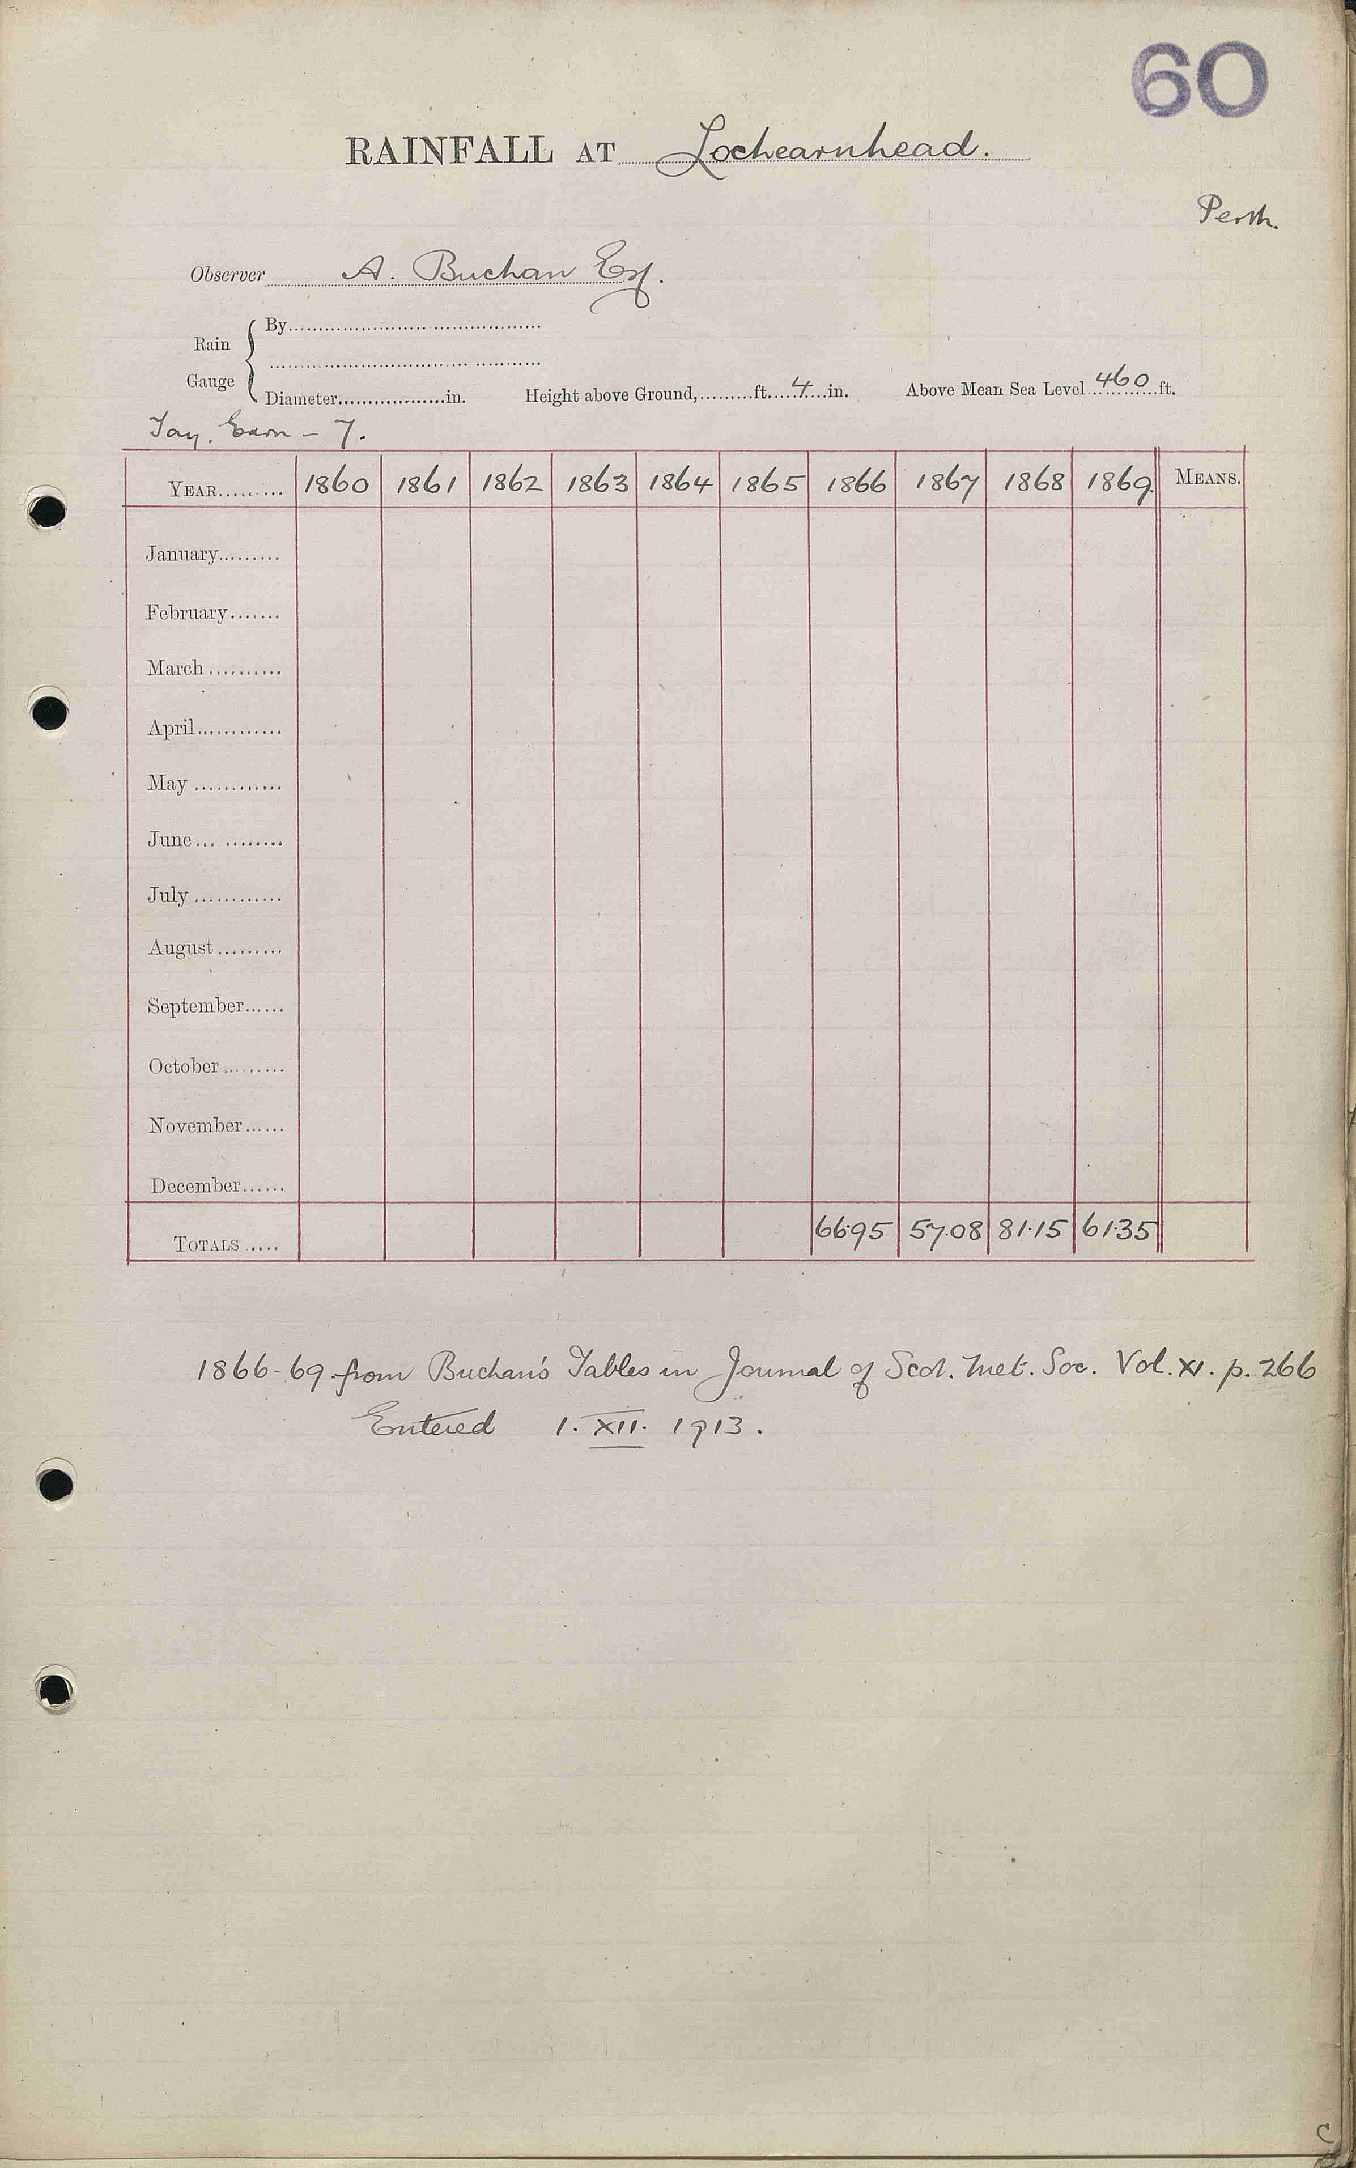 60
RAINFALL AT Lochearnhead.
Perth.
Observer A. Buchan Esq.
Rain Gauge { By
Diameter in. Height above Ground, ft. 4 in. Above Mean Sea Level 460 ft.
Tay. Earn - 7.
YEAR 1860 1861 1862 1863 1864 1865 1866 1867 1868 1869 MEANS.
January
February
March
April
May
June
July
August
September
October
November
December
TOTALS 66.95 57.08 81.15 61.35
1866-69 from Buchan's Tables in Journal of Scot. Met. Soc. Vol. XI. p. 266
Entered 1. XII. 1913.
C